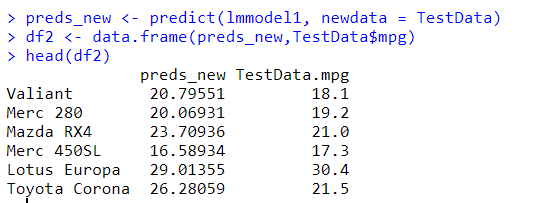 > preds_new <- predict(lmmodel1, newdata = TestData)
> df2 <- data.frame(preds_new,TestData$mpg)
> head(df2)
              preds_new TestData.mpg
Valiant        20.79551         18.1
Merc 280       20.06931         19.2
Mazda RX4      23.70936         21.0
Merc 450SL     16.58934         17.3
Lotus Europa   29.01355         30.4
Toyota Corona  26.28059         21.5